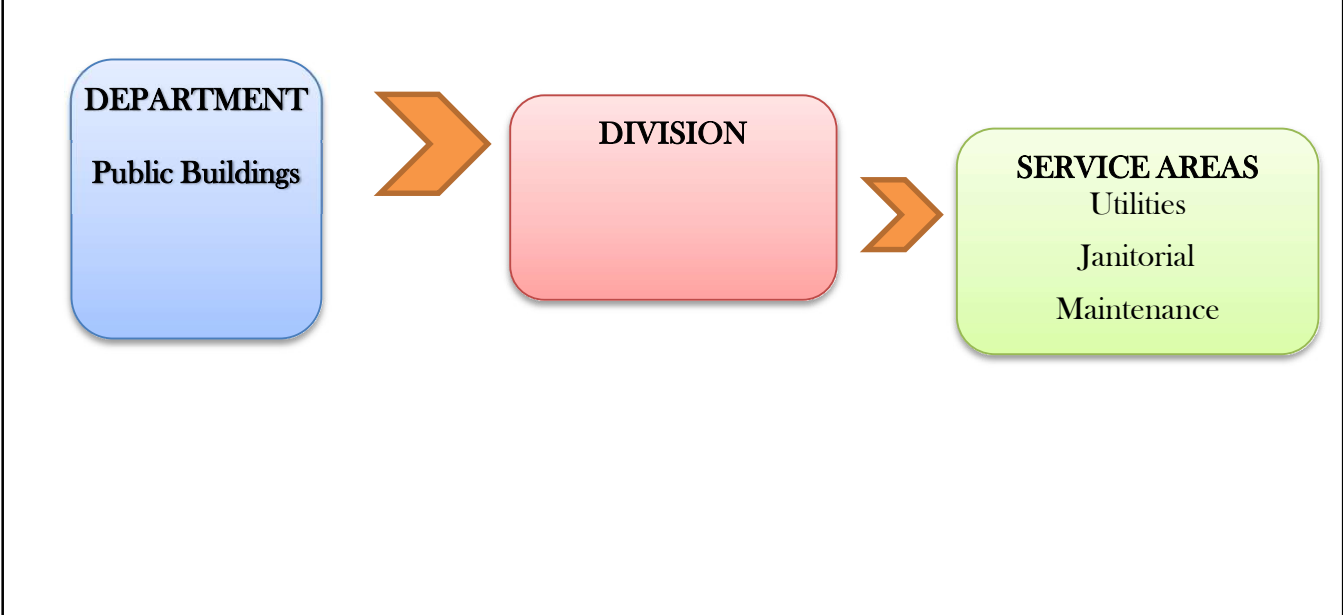 DEPARTMENT
Public Buildings
DIVISION
SERVICE AREAS
Utilities
Janitorial
Maintenance